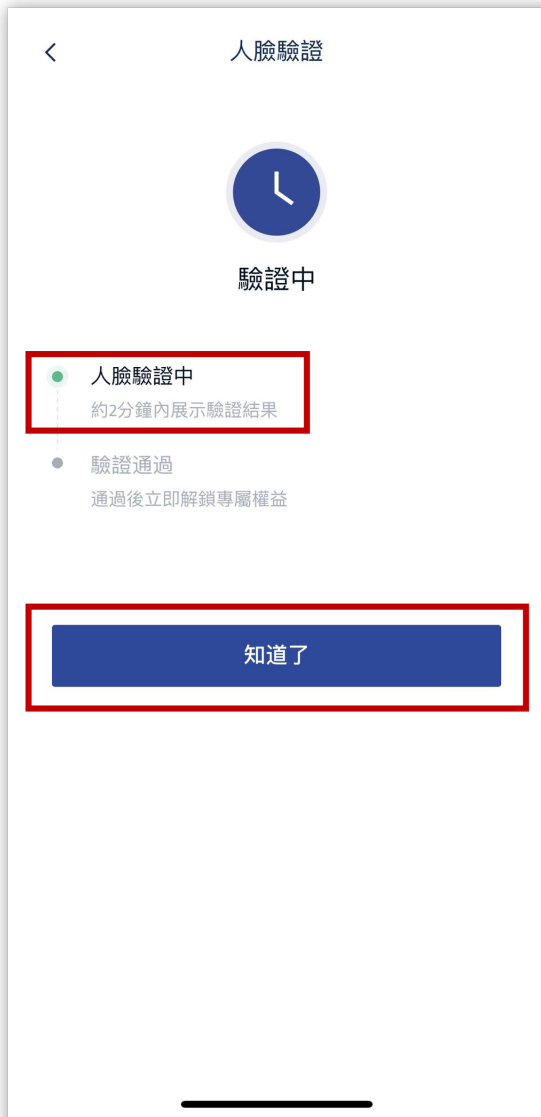 人臉驗證
驗證中
人臉驗證中
約2分鐘內展示驗證結果
驗證通過
通過後立即解鎖專屬權益
知道了